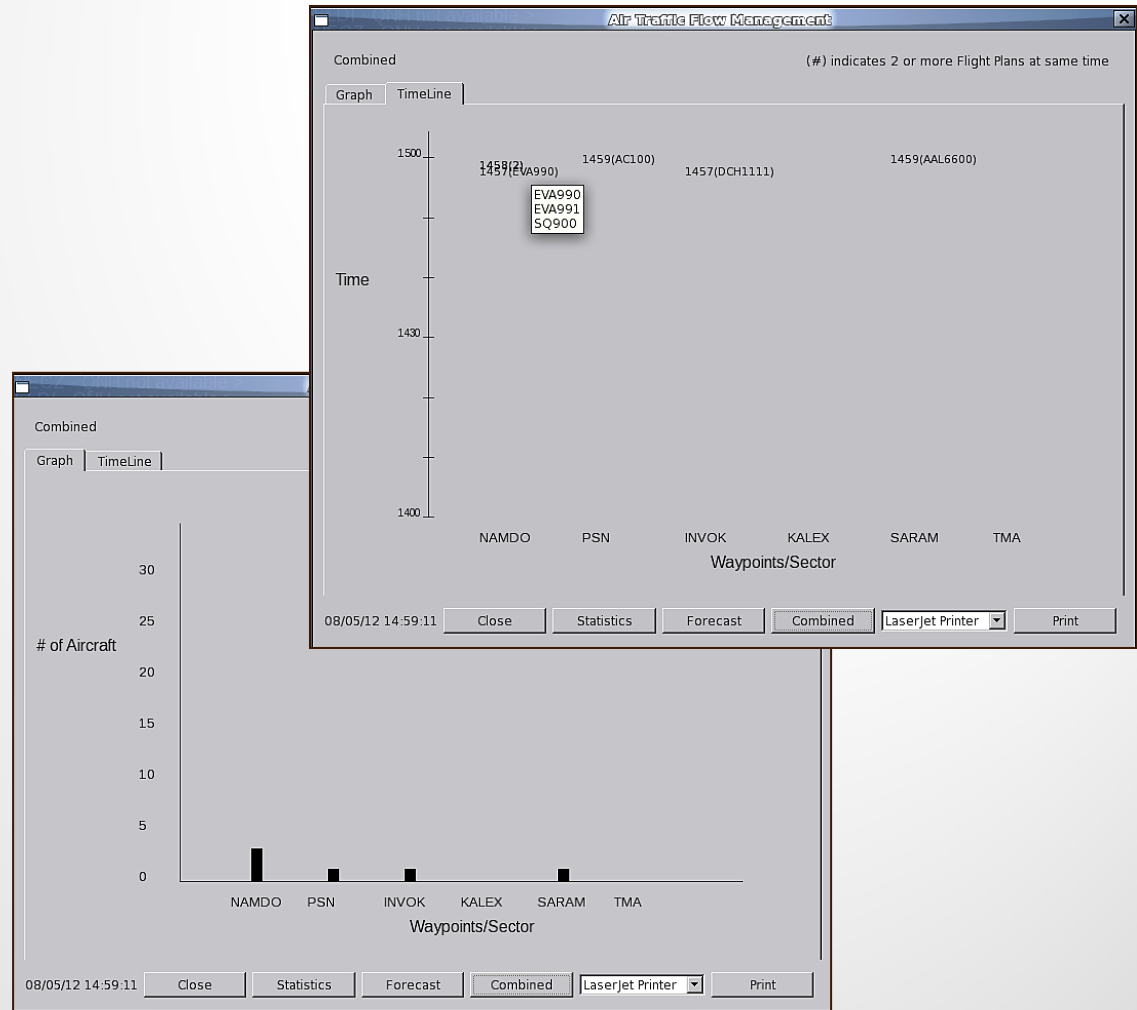 Air Traffic Flow Management
Combined
(#) indicates 2 or more Flight Plans at same time
Graph
TimeLine
1500
1458(2)
1457(EVA990)
1459(AC100)
1457(DCH1111)
1459(AAL6600)
EVA990
EVA991
SQ900
Time
1430
1400
NAMDO PSN INVOK KALEX SARAM TMA
Waypoints/Sector
08/05/12 14:59:11 Close Statistics Forecast Combined LaserJet Printer Print
Combined
Graph
TimeLine
30
25
# of Aircraft
20
15
10
5
0
NAMDO PSN INVOK KALEX SARAM TMA
Waypoints/Sector
08/05/12 14:59:11 Close Statistics Forecast Combined LaserJet Printer Print